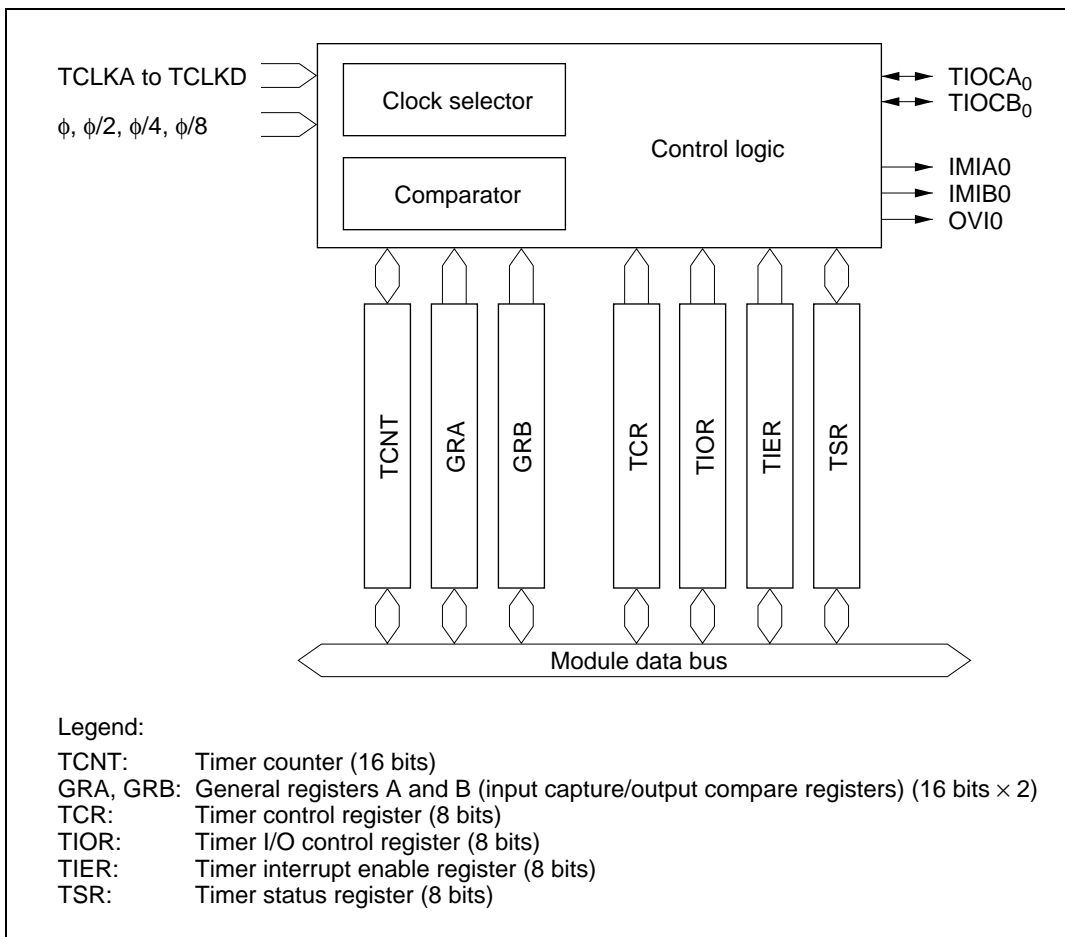 TCLKA to TCLKD
ϕ, ϕ/2, ϕ/4, ϕ/8
Clock selector
Comparator
Control logic
TIOCA0
TIOCB0
IMIA0
IMIB0
OVI0
TCNT
GRA
GRB
TCR
TIOR
TIER
TSR
Module data bus
Legend:
TCNT: Timer counter (16 bits)
GRA, GRB: General registers A and B (input capture/output compare registers) (16 bits × 2)
TCR: Timer control register (8 bits)
TIOR: Timer I/O control register (8 bits)
TIER: Timer interrupt enable register (8 bits)
TSR: Timer status register (8 bits)